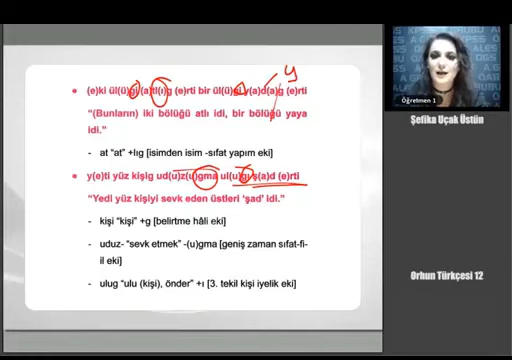 (e)ki ül(ü)gi (a)tl(ı)g (e)rti bir ül(ü)gi y(a)d(a)g (e)rti
y
“(Bunların) iki bölüğü atlı idi, bir bölüğü yaya
idi.”
- at “at” +lıg [isimden isim -sıfat yapım eki]
y(e)ti yüz kişig ud(u)z(u)gma ul(u)gı ş(a)d (e)rti
“Yedi yüz kişiyi sevk eden üstleri ‘şad’ idi.”
- kişi “kişi” +g [belirtme hâli eki]
- uduz- “sevk etmek” -(u)gma [geniş zaman sıfat-fi-
il eki]
- ulug “ulu (kişi), önder” +ı [3. tekil kişi iyelik eki]
Öğretmen 1
Şefika Uçak Üstün
Orhun Türkçesi 12